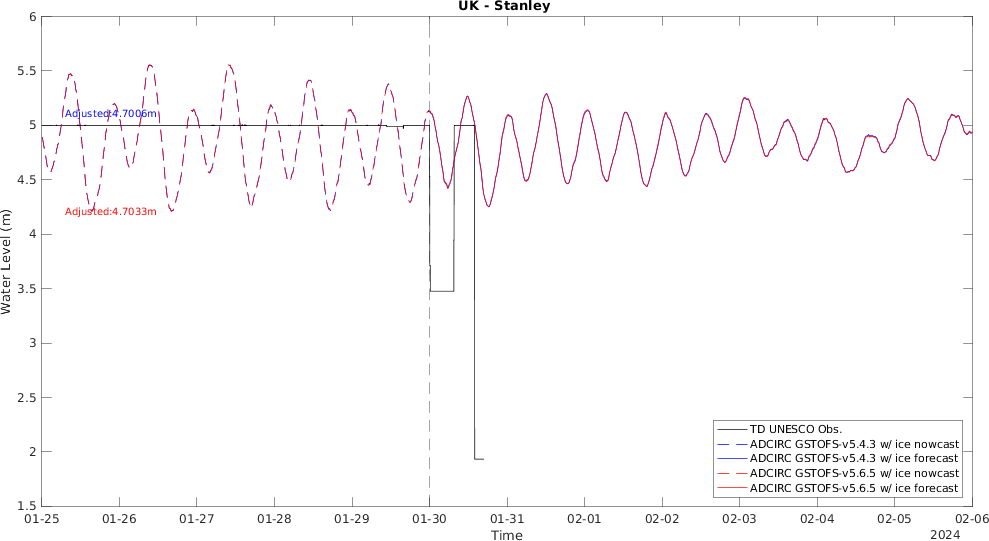 UK - Stanley
6
5.5
5
4.5
4
3.5
3
2.5
2
1.5
Water Level (m)
Adjusted:4.7006m
Adjusted:4.7033m
TD UNESCO Obs.
ADCIRC GSTOFS-v5.4.3 w/ ice nowcast
ADCIRC GSTOFS-v5.4.3 w/ ice forecast
ADCIRC GSTOFS-v5.6.5 w/ ice nowcast
ADCIRC GSTOFS-v5.6.5 w/ ice forecast
01-25 01-26 01-27 01-28 01-29 01-30 01-31 02-01 02-02 02-03 02-04 02-05 02-06
Time
2024